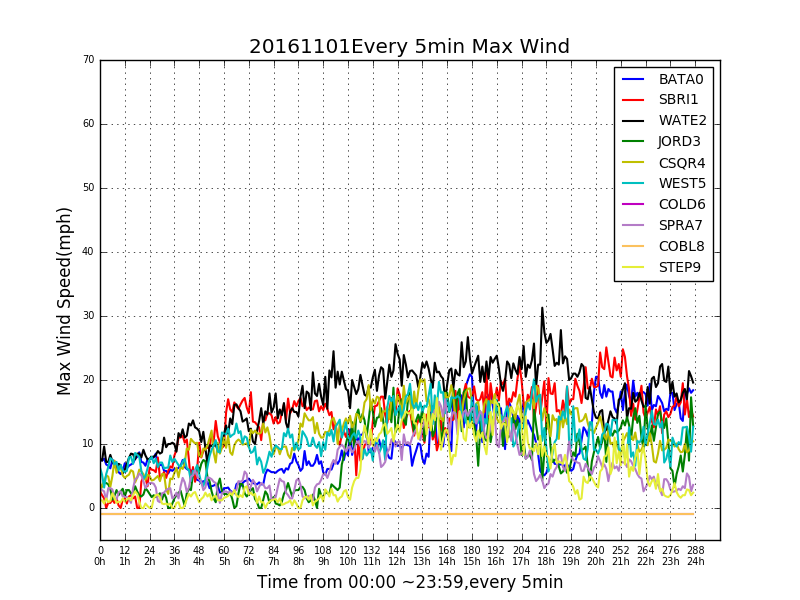 20161101Every 5min Max Wind
70
60
50
40
30
20
10
0
Max Wind Speed(mph)
BATA0
SBRI1
WATE2
JORD3
CSQR4
WEST5
COLD6
SPRA7
COBL8
STEP9
0 12 24 36 48 60 72 84 96 108 120 132 144 156 168 180 192 204 216 228 240 252 264 276 288
0h 1h 2h 3h 4h 5h 6h 7h 8h 9h 10h 11h 12h 13h 14h 15h 16h 17h 18h 19h 20h 21h 22h 23h 24h
Time from 00:00 ~23:59,every 5min